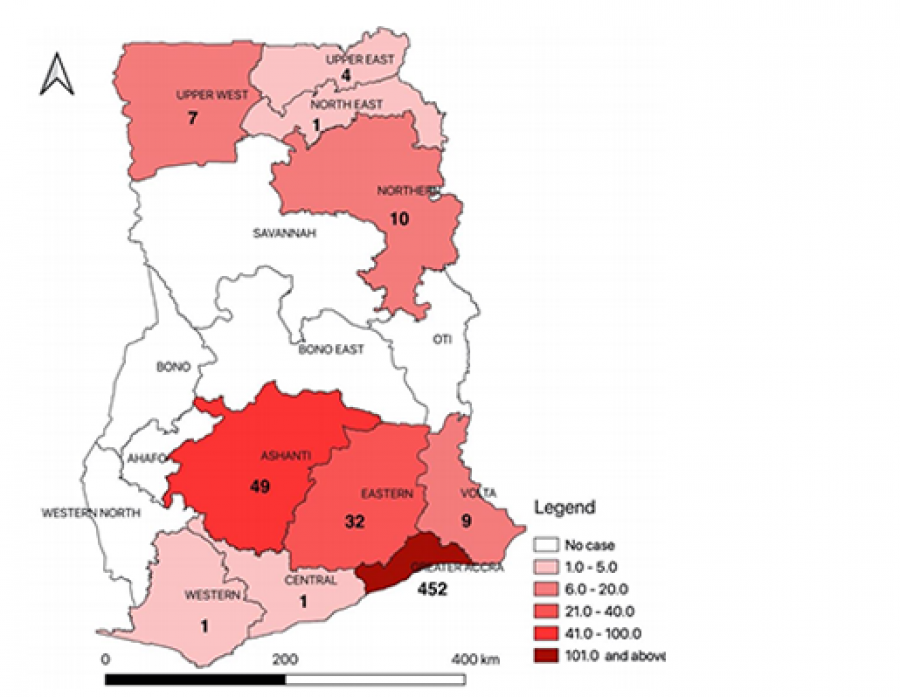 UPPER EAST
4
UPPER WEST
7
NORTH EAST
1
NORTHERN
10
SAVANNAH
OTI
BONO EAST
BONO
ASHANTI
49
AHAFO
EASTERN
32
VOLTA
9
WESTERN NORTH
GREATER ACCRA
452
CENTRAL
1
WESTERN
1
Legend
No case
1.0 - 5.0
6.0 - 20.0
21.0 - 40.0
41.0 - 100.0
101.0 and above
0 200 400 km